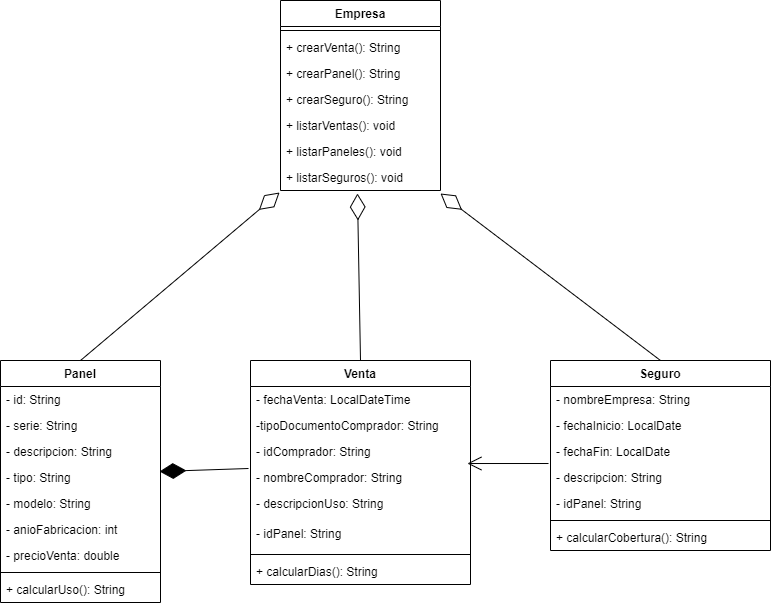 Empresa
+ crearVenta(): String
+ crearPanel(): String
+ crearSeguro(): String
+ listarVentas(): void
+ listarPaneles(): void
+ listarSeguros(): void
Panel
- id: String
- serie: String
- descripcion: String
- tipo: String
- modelo: String
- anioFabricacion: int
- precioVenta: double
+ calcularUso(): String
Venta
- fechaVenta: LocalDateTime
-tipoDocumentoComprador: String
- idComprador: String
- nombreComprador: String
- descripcionUso: String
- idPanel: String
+ calcularDias(): String
Seguro
- nombreEmpresa: String
- fechaInicio: LocalDate
- fechaFin: LocalDate
- descripcion: String
- idPanel: String
+ calcularCobertura(): String